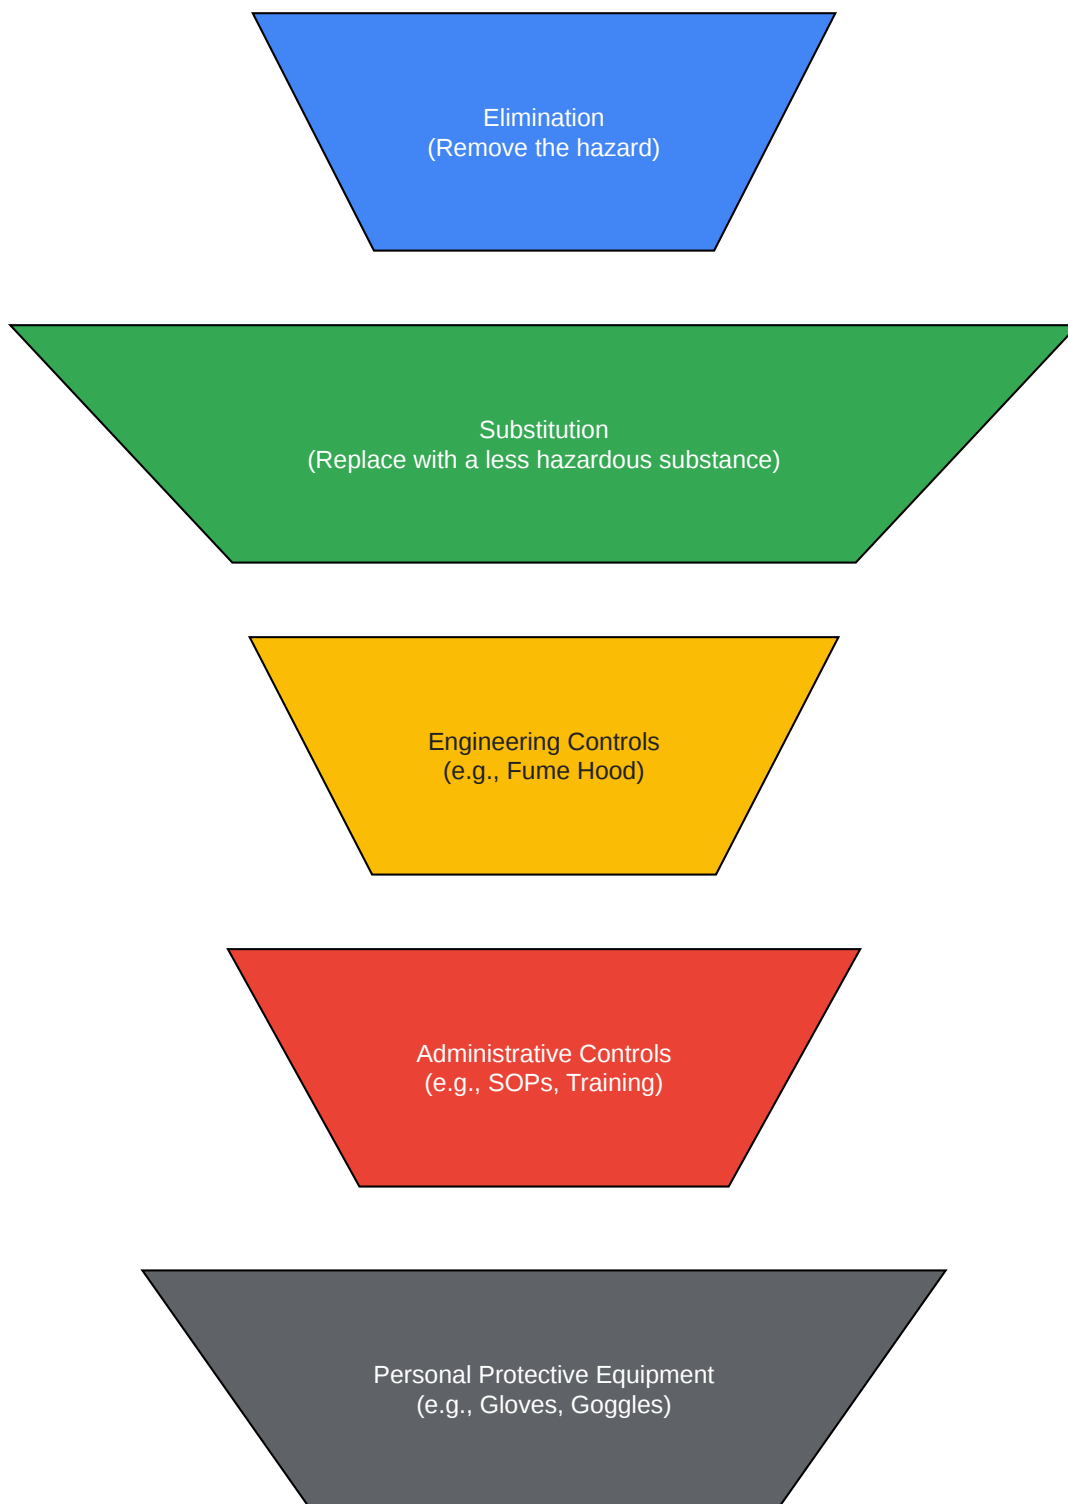 Elimination
(Remove the hazard)
Substitution
(Replace with a less hazardous substance)
Engineering Controls
(e.g., Fume Hood)
Administrative Controls
(e.g., SOPs, Training)
Personal Protective Equipment
(e.g., Gloves, Goggles)